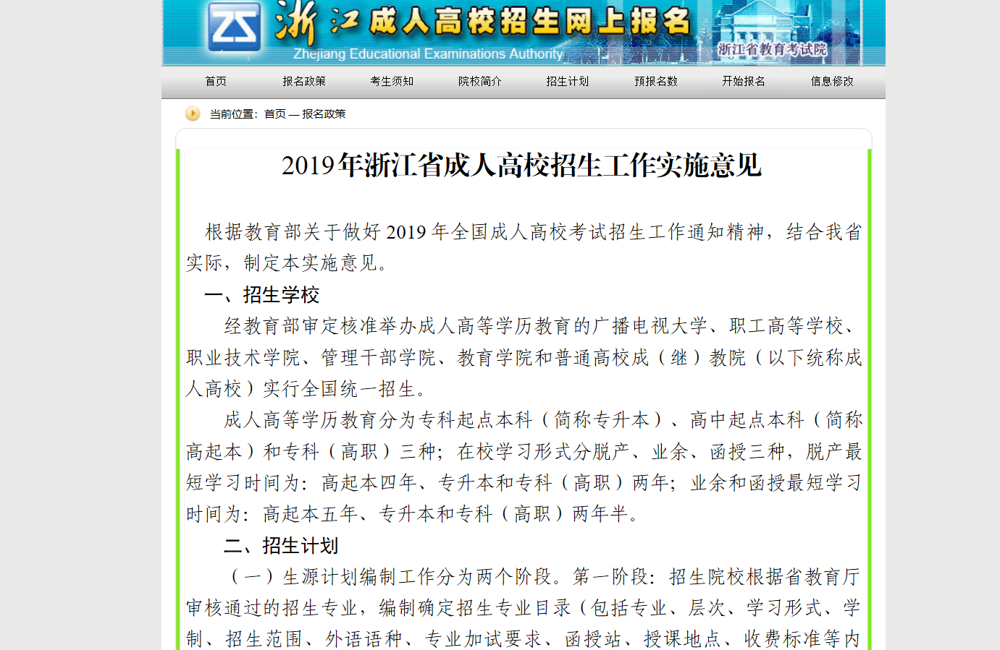 ZS
浙江成人高校招生网上报名
Zhejiang Educational Examinations Authority
浙江省教育考试院
首页 报名政策 考生须知 院校简介 招生计划 预报名数 开始报名 信息修改
当前位置：首页 — 报名政策
2019年浙江省成人高校招生工作实施意见
根据教育部关于做好 2019 年全国成人高校考试招生工作通知精神，结合我省
实际，制定本实施意见。
一、招生学校
经教育部审定核准举办成人高等学历教育的广播电视大学、职工高等学校、
职业技术学院、管理干部学院、教育学院和普通高校成（继）教院（以下统称成
人高校）实行全国统一招生。
成人高等学历教育分为专科起点本科（简称专升本）、高中起点本科（简称
高起本）和专科（高职）三种；在校学习形式分脱产、业余、函授三种，脱产最
短学习时间为：高起本四年、专升本和专科（高职）两年；业余和函授最短学习
时间为：高起本五年、专升本和专科（高职）两年半。
二、招生计划
（一）生源计划编制工作分为两个阶段。第一阶段：招生院校根据省教育厅
审核通过的招生专业，编制确定招生专业目录（包括专业、层次、学习形式、学
制、招生范围、外语语种、专业加试要求、函授站、授课地点、收费标准等内